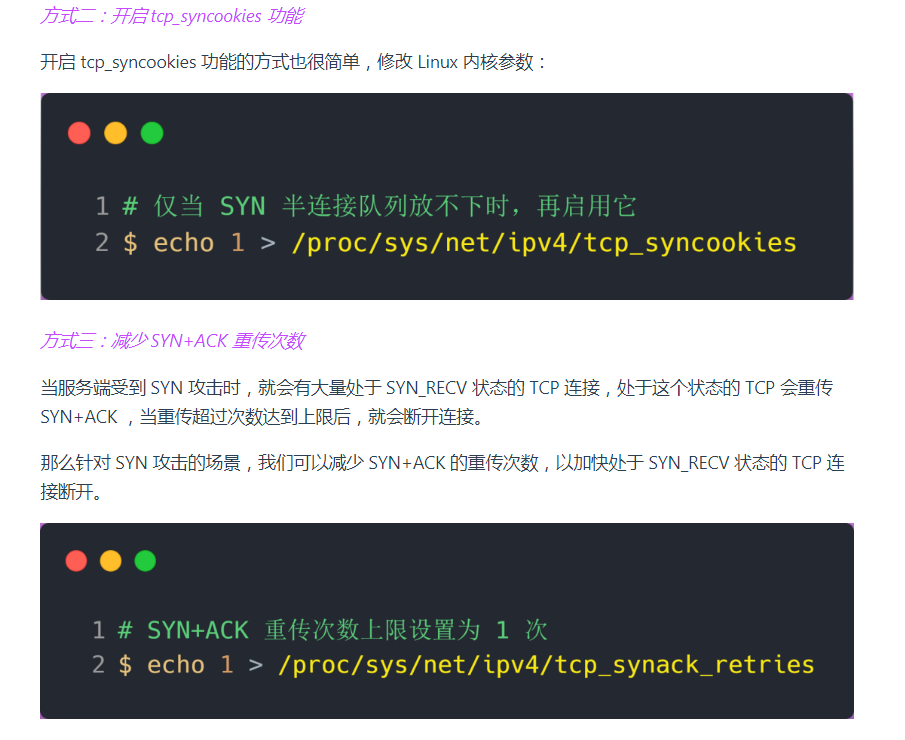 方式二：开启 tcp_syncookies 功能
开启 tcp_syncookies 功能的方式也很简单，修改 Linux 内核参数：
1 # 仅当 SYN 半连接队列放不下时，再启用它
2 $ echo 1 > /proc/sys/net/ipv4/tcp_syncookies
方式三：减少 SYN+ACK 重传次数
当服务端受到 SYN 攻击时，就会有大量处于 SYN_RECV 状态的 TCP 连接，处于这个状态的 TCP 会重传
SYN+ACK ，当重传超过次数达到上限后，就会断开连接。
那么针对 SYN 攻击的场景，我们可以减少 SYN+ACK 的重传次数，以加快处于 SYN_RECV 状态的 TCP 连
接断开。
1 # SYN+ACK 重传次数上限设置为 1 次
2 $ echo 1 > /proc/sys/net/ipv4/tcp_synack_retries